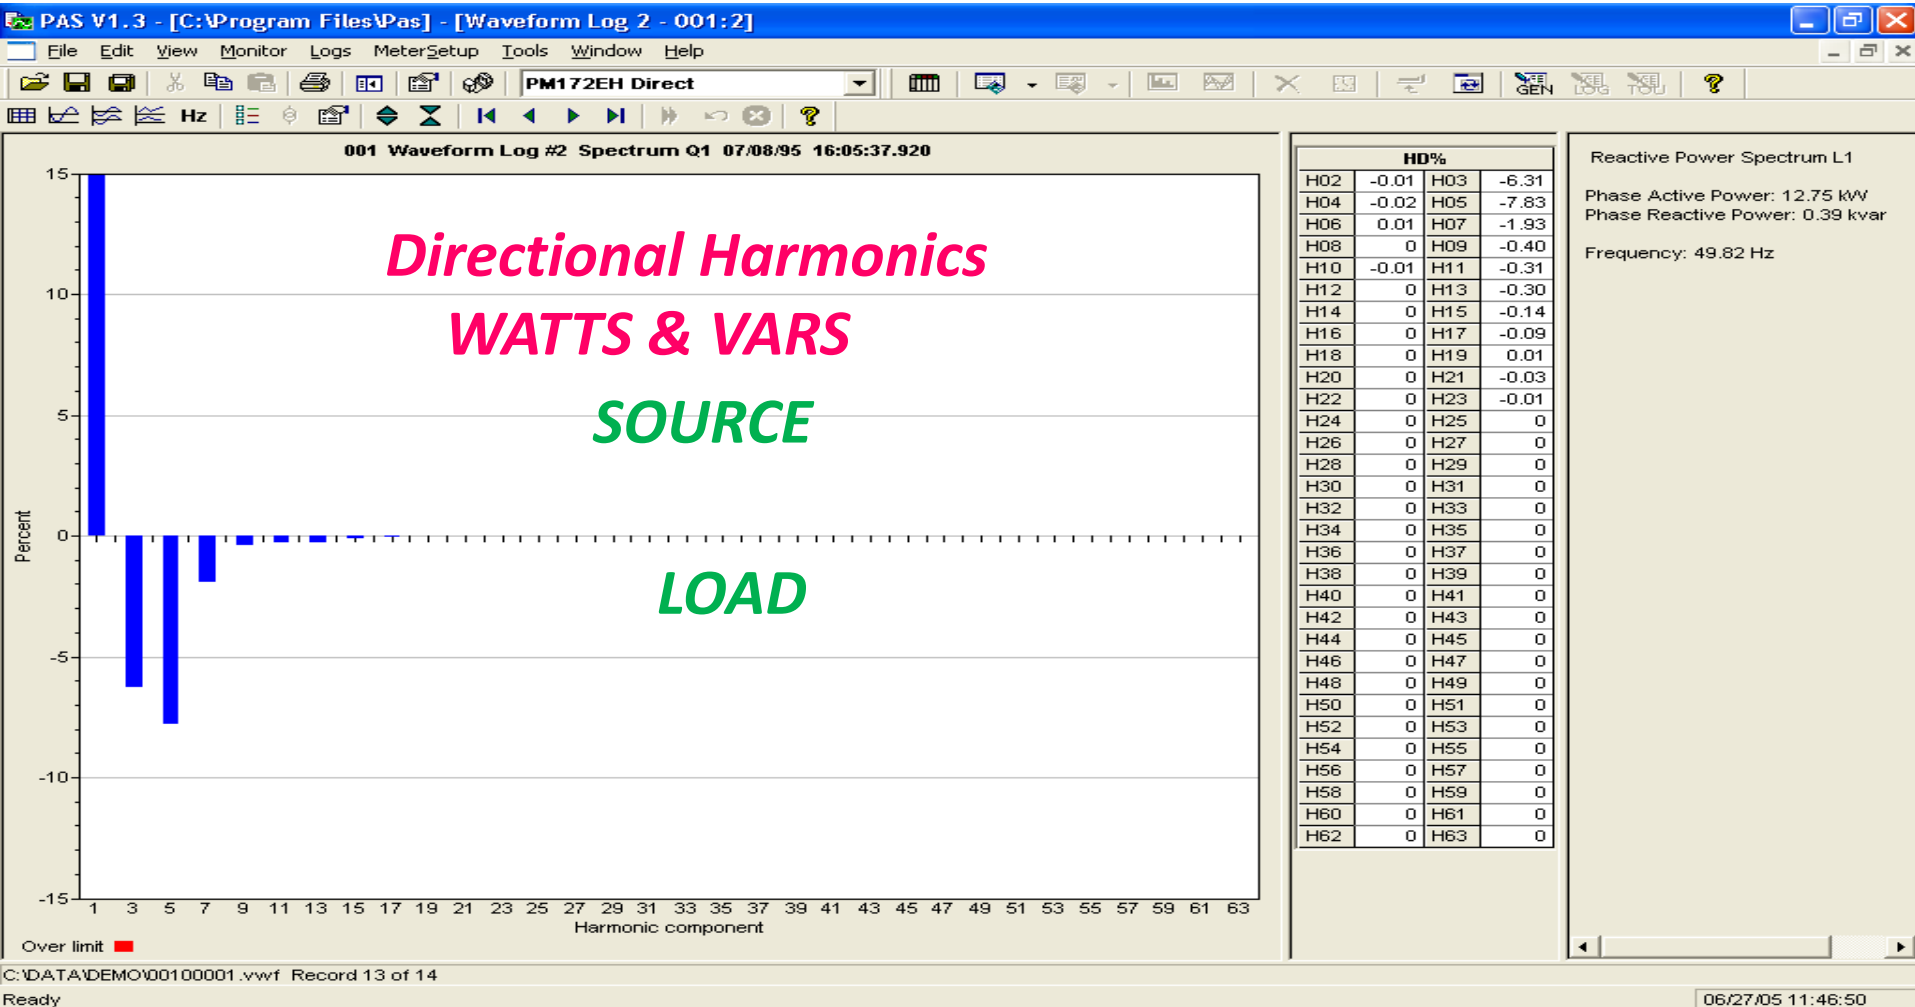 PAS V1.3 - [C:\Program Files\Pas] - [Waveform Log 2 - 001:2]
File Edit View Monitor Logs MeterSetup Tools Window Help
PM172EH Direct
GEN LOG TOU
Hz
001 Waveform Log #2 Spectrum Q1 07/08/95 16:05:37.920
Directional Harmonics
WATTS & VARS
SOURCE
LOAD
Percent
15
10
5
0
-5
-10
-15
1 3 5 7 9 11 13 15 17 19 21 23 25 27 29 31 33 35 37 39 41 43 45 47 49 51 53 55 57 59 61 63
Harmonic component
Over limit
HD%
H02 -0.01 H03 -6.31
H04 -0.02 H05 -7.83
H06 0.01 H07 -1.93
H08 0 H09 -0.40
H10 -0.01 H11 -0.31
H12 0 H13 -0.30
H14 0 H15 -0.14
H16 0 H17 -0.09
H18 0 H19 0.01
H20 0 H21 -0.03
H22 0 H23 -0.01
H24 0 H25 0
H26 0 H27 0
H28 0 H29 0
H30 0 H31 0
H32 0 H33 0
H34 0 H35 0
H36 0 H37 0
H38 0 H39 0
H40 0 H41 0
H42 0 H43 0
H44 0 H45 0
H46 0 H47 0
H48 0 H49 0
H50 0 H51 0
H52 0 H53 0
H54 0 H55 0
H56 0 H57 0
H58 0 H59 0
H60 0 H61 0
H62 0 H63 0
Reactive Power Spectrum L1
Phase Active Power: 12.75 kW
Phase Reactive Power: 0.39 kvar
Frequency: 49.82 Hz
C:\DATA\DEMO\00100001.vwf Record 13 of 14
Ready
06/27/05 11:46:50